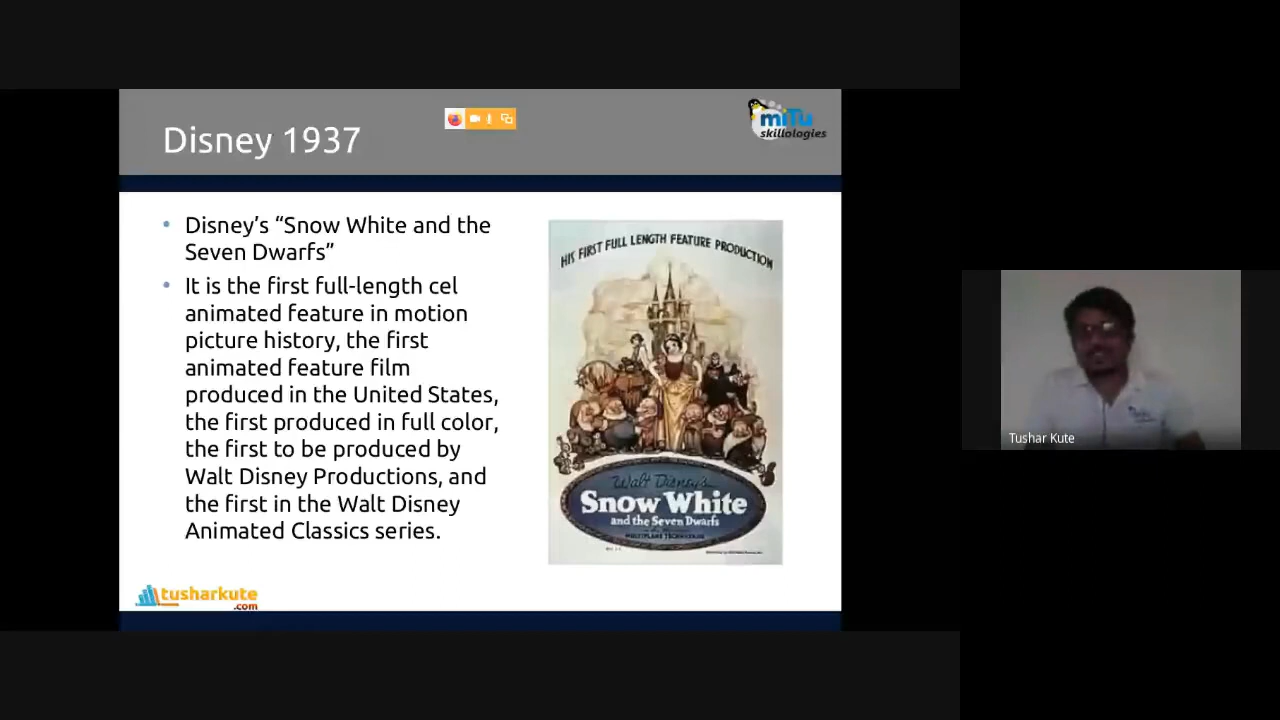 Disney 1937
miTu
skillologies
• Disney’s “Snow White and the
Seven Dwarfs”
• It is the first full-length cel
animated feature in motion
picture history, the first
animated feature film
produced in the United States,
the first produced in full color,
the first to be produced by
Walt Disney Productions, and
the first in the Walt Disney
Animated Classics series.
HIS FIRST FULL LENGTH FEATURE PRODUCTION
Walt Disney's
Snow White
and the Seven Dwarfs
MULTIPLANE TECHNICOLOR
tusharkute
.com
Tushar Kute